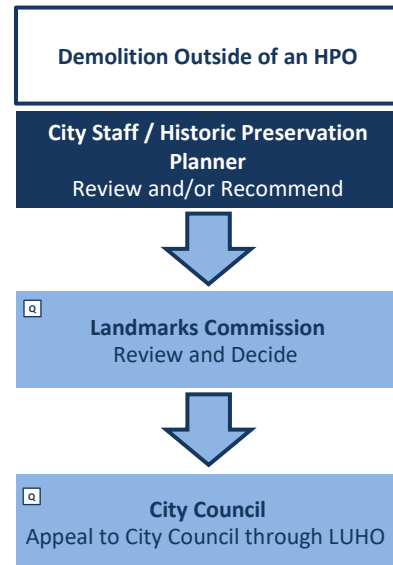 Demolition Outside of an HPO
City Staff / Historic Preservation
Planner
Review and/or Recommend
Q
Landmarks Commission
Review and Decide
Q
City Council
Appeal to City Council through LUHO